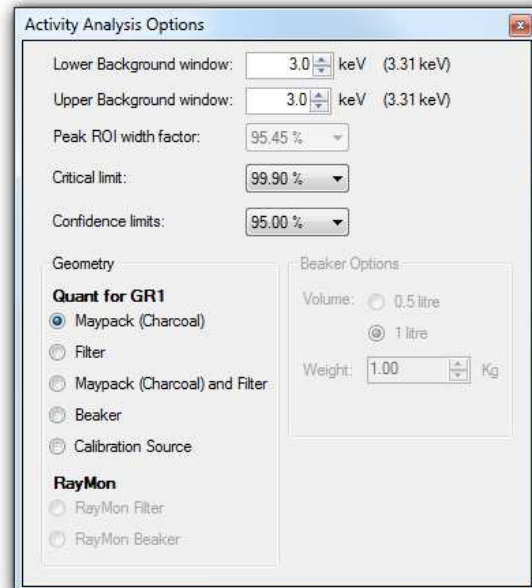 Activity Analysis Options
Lower Background window: 3.0 keV (3.31 keV)
Upper Background window: 3.0 keV (3.31 keV)
Peak ROI width factor: 95.45 %
Critical limit: 99.90 %
Confidence limits: 95.00 %
Geometry
Quant for GR1
Maypack (Charcoal)
Filter
Maypack (Charcoal) and Filter
Beaker
Calibration Source
RayMon
RayMon Filter
RayMon Beaker
Beaker Options
Volume: 0.5 litre
1 litre
Weight: 1.00 Kg